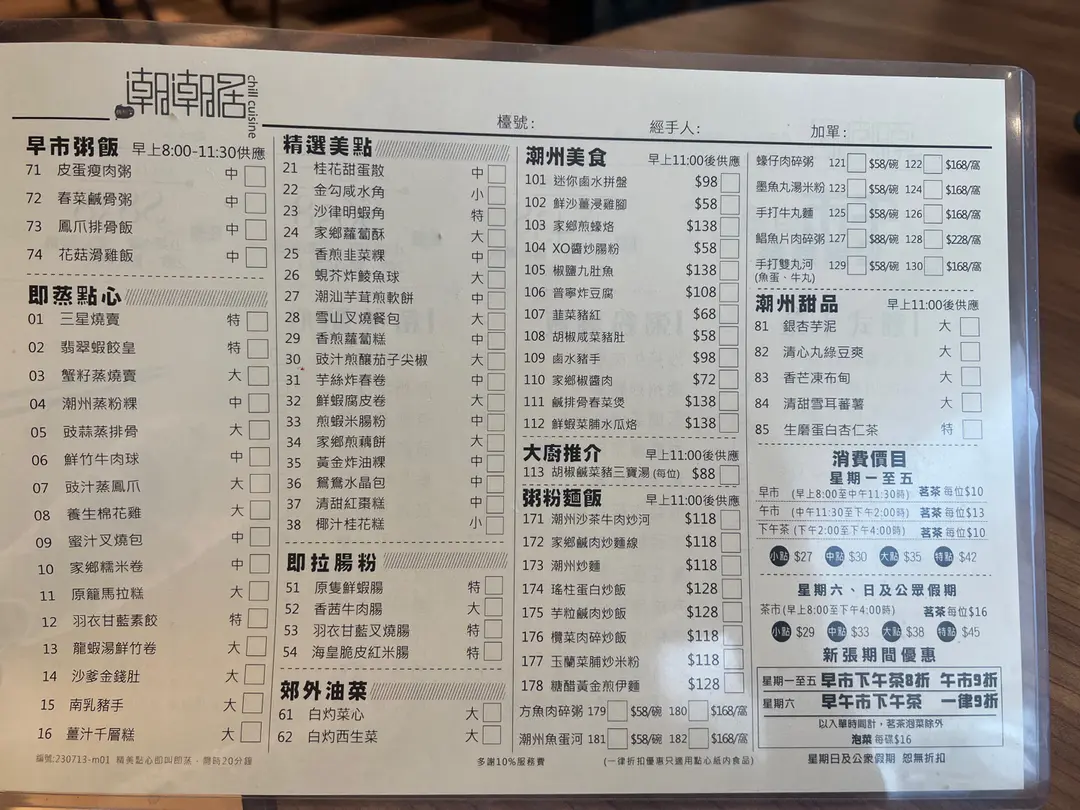 潮潮居
chill cuisine
檯號:
經手人:
加單:
早市粥飯 早上8:00-11:30供應
71 皮蛋瘦肉粥 中
72 春菜鹹骨粥 中
73 鳳爪排骨飯 中
74 花菇滑雞飯 中
即蒸點心
01 三星燒賣 特
02 翡翠蝦餃皇 特
03 蟹籽蒸燒賣 大
04 潮州蒸粉粿 中
05 豉蒜蒸排骨 大
06 鮮竹牛肉球 中
07 豉汁蒸鳳爪 大
08 養生棉花雞 大
09 蜜汁叉燒包 中
10 家鄉糯米卷 中
11 原籠馬拉糕 大
12 羽衣甘藍素餃 特
13 龍蝦湯鮮竹卷 大
14 沙爹金錢肚 大
15 南乳豬手 大
16 薑汁千層糕 大
編號:230713-m01 精美點心即叫即蒸，需時20分鐘
精選美點
21 桂花甜蛋散 中
22 金勾咸水角 小
23 沙律明蝦角 特
24 家鄉蘿蔔酥 大
25 香煎韭菜粿 中
26 蜆芥炸鯪魚球 大
27 潮汕芋茸煎軟餅 中
28 雪山叉燒餐包 大
29 香煎蘿蔔糕 中
30 豉汁煎釀茄子尖椒 大
31 芋絲炸春卷 中
32 鮮蝦腐皮卷 大
33 煎蝦米腸粉 中
34 家鄉煎藕餅 大
35 黃金炸油粿 中
36 鴛鴦水晶包 中
37 清甜紅棗糕 中
38 椰汁桂花糕 小
即拉腸粉
51 原隻鮮蝦腸 特
52 香茜牛肉腸 大
53 羽衣甘藍叉燒腸 特
54 海皇脆皮紅米腸 特
郊外油菜
61 白灼菜心 大
62 白灼西生菜 大
多謝10%服務費
潮州美食 早上11:00後供應
101 迷你鹵水拼盤 $98
102 鮮沙薑浸雞腳 $58
103 家鄉煎蠔烙 $138
104 XO醬炒腸粉 $58
105 椒鹽九肚魚 $138
106 普寧炸豆腐 $108
107 韮菜豬紅 $68
108 胡椒咸菜豬肚 $58
109 鹵水豬手 $98
110 家鄉椒醬肉 $72
111 鹹排骨春菜煲 $138
112 鮮蝦菜脯水瓜烙 $138
大廚推介 早上11:00後供應
113 胡椒鹹菜豬三寶湯(每位) $88
粥粉麵飯 早上11:00後供應
171 潮州沙茶牛肉炒河 $118
172 家鄉鹹肉炒麵線 $118
173 潮州炒麵 $118
174 瑤柱蛋白炒飯 $128
175 芋粒鹹肉炒飯 $128
176 欖菜肉碎炒飯 $118
177 玉蘭菜脯炒米粉 $118
178 糖醋黃金煎伊麵 $128
方魚肉碎粥 179 $58/碗 180 $168/窩
潮州魚蛋河 181 $58/碗 182 $168/窩
(一律折扣優惠只適用點心紙內食品)
蠔仔肉碎粥 121 $58/碗 122 $168/窩
墨魚丸湯米粉 123 $58/碗 124 $168/窩
手打牛丸麵 125 $58/碗 126 $168/窩
鯧魚片肉碎粥 127 $88/碗 128 $228/窩
手打雙丸河 129 $58/碗 130 $168/窩
(魚蛋、牛丸)
潮州甜品 早上11:00後供應
81 銀杏芋泥 大
82 清心丸綠豆爽 大
83 香芒凍布甸 大
84 清甜雪耳蕃薯 大
85 生磨蛋白杏仁茶 特
消費價目
星期一至五
早市 (早上8:00至中午11:30時) 茗茶每位$10
午市 (中午11:30至下午2:00時) 茗茶每位$13
下午茶 (下午2:00至下午4:00時) 茗茶每位$10
小點 $27 中點 $30 大點 $35 特點 $42
星期六、日及公眾假期
茶市(早上8:00至下午4:00時) 茗茶每位$16
小點 $29 中點 $33 大點 $38 特點 $45
新張期間優惠
星期一至五 早市下午茶8折 午市9折
星期六 早午市下午茶 一律9折
以入單時間計，茗茶泡菜除外
泡菜 每碟$16
星期日及公眾假期 恕無折扣